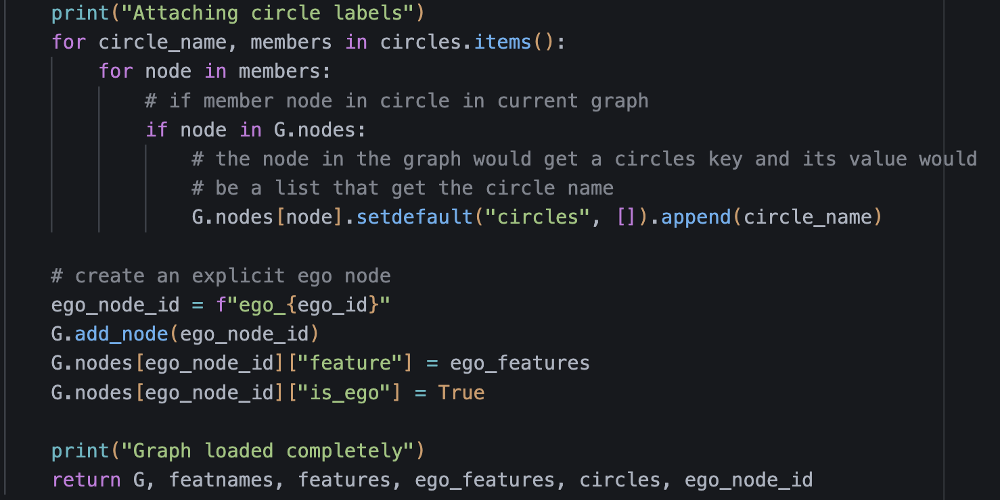 print("Attaching circle labels")
for circle_name, members in circles.items():
    for node in members:
        # if member node in circle in current graph
        if node in G.nodes:
            # the node in the graph would get a circles key and its value would
            # be a list that get the circle name
            G.nodes[node].setdefault("circles", []).append(circle_name)

# create an explicit ego node
ego_node_id = f"ego_{ego_id}"
G.add_node(ego_node_id)
G.nodes[ego_node_id]["feature"] = ego_features
G.nodes[ego_node_id]["is_ego"] = True

print("Graph loaded completely")
return G, featnames, features, ego_features, circles, ego_node_id